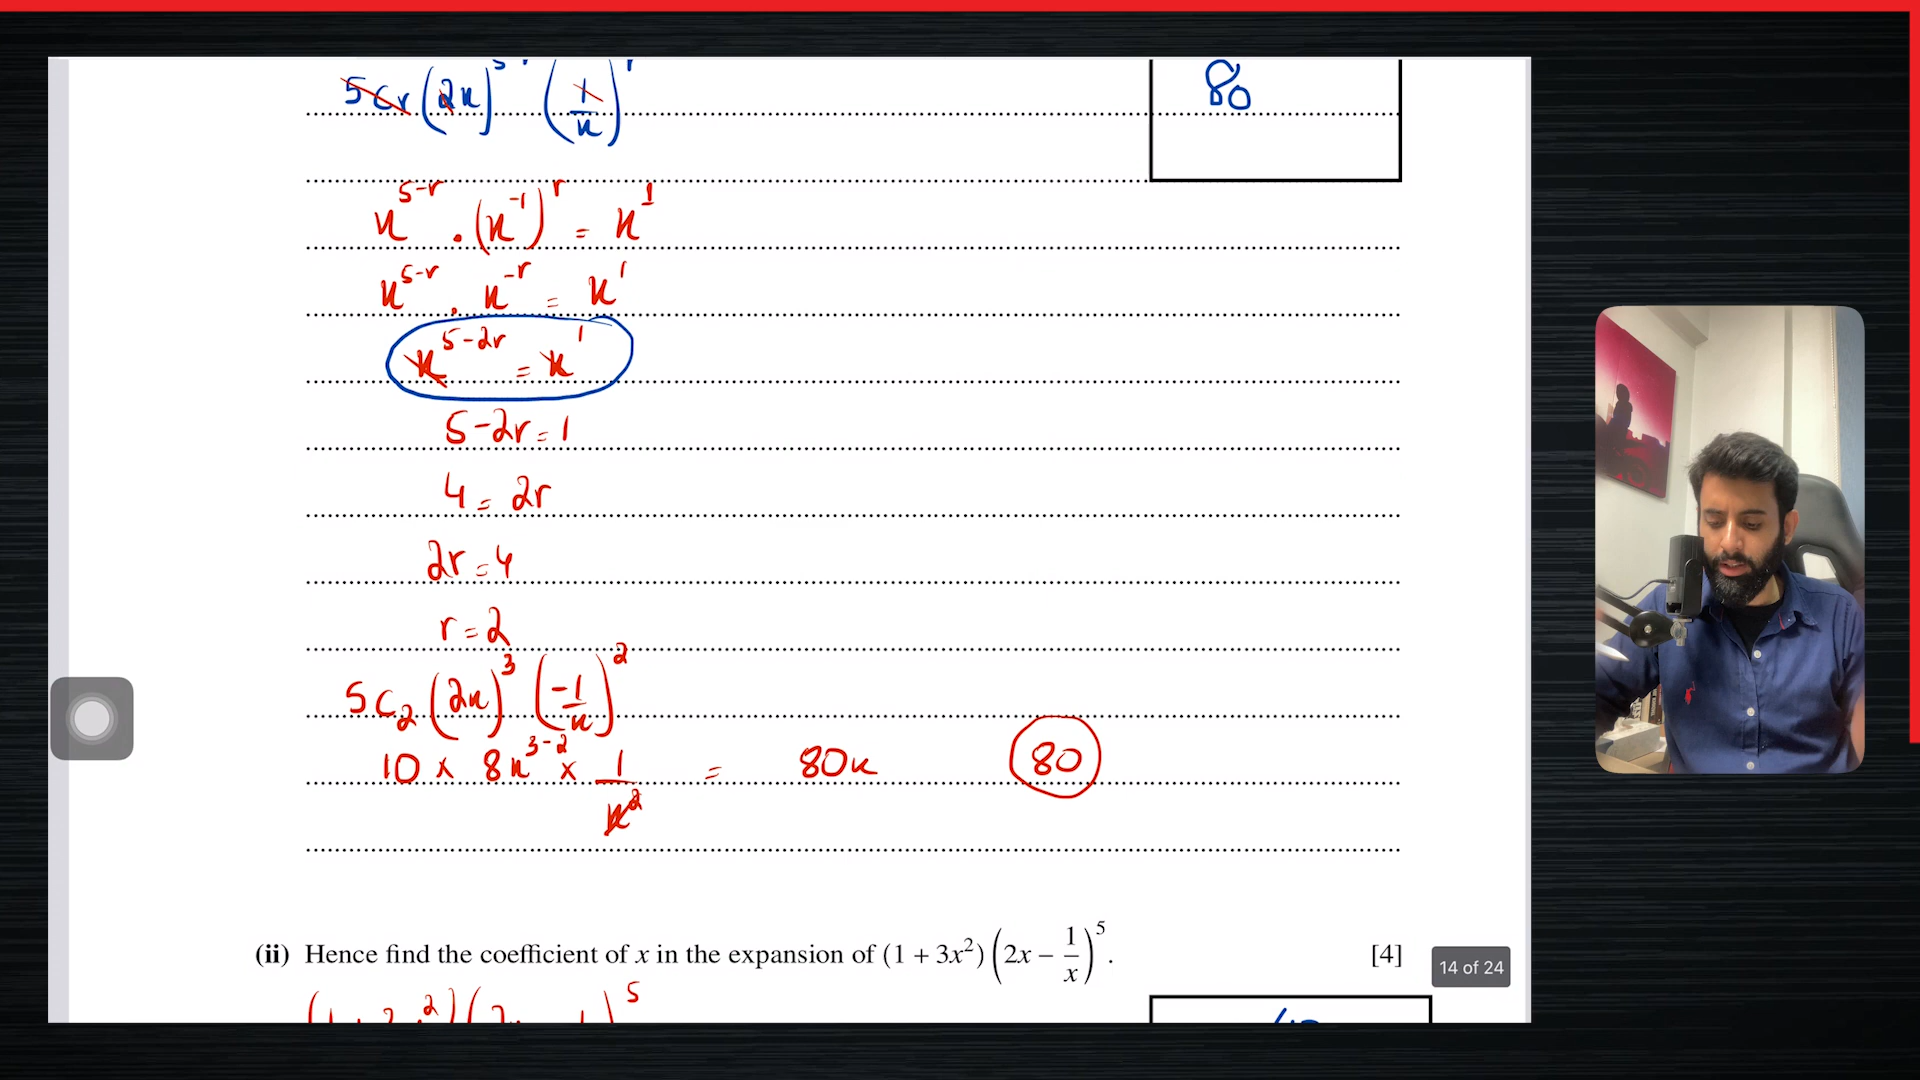 5Cr (2x)^5-r (1/x)^r
80
x^5-r . (x^-1)^r = x^1
x^5-r . x^-r = x^1
x^5-2r = x^1
5-2r = 1
4 = 2r
2r = 4
r = 2
5C2 (2x)^3 (-1/x)^2
10 x 8x^3-2 x 1/x^2 = 80x 80
(ii) Hence find the coefficient of x in the expansion of (1 + 3x^2)(2x − 1/x)^5. [4]
14 of 24